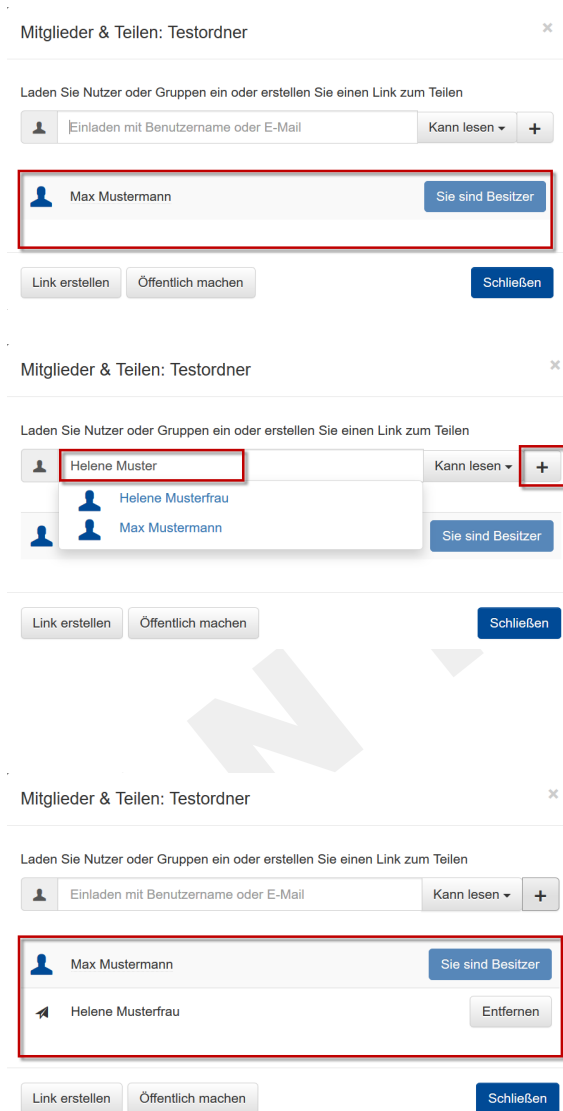 Mitglieder & Teilen: Testordner ×
Laden Sie Nutzer oder Gruppen ein oder erstellen Sie einen Link zum Teilen
Einladen mit Benutzername oder E-Mail Kann lesen +
Max Mustermann Sie sind Besitzer
Link erstellen Öffentlich machen Schließen
Mitglieder & Teilen: Testordner ×
Laden Sie Nutzer oder Gruppen ein oder erstellen Sie einen Link zum Teilen
Helene Muster Kann lesen +
Helene Musterfrau
Max Mustermann
Sie sind Besitzer
Link erstellen Öffentlich machen Schließen
Mitglieder & Teilen: Testordner ×
Laden Sie Nutzer oder Gruppen ein oder erstellen Sie einen Link zum Teilen
Einladen mit Benutzername oder E-Mail Kann lesen +
Max Mustermann Sie sind Besitzer
Helene Musterfrau Entfernen
Link erstellen Öffentlich machen Schließen